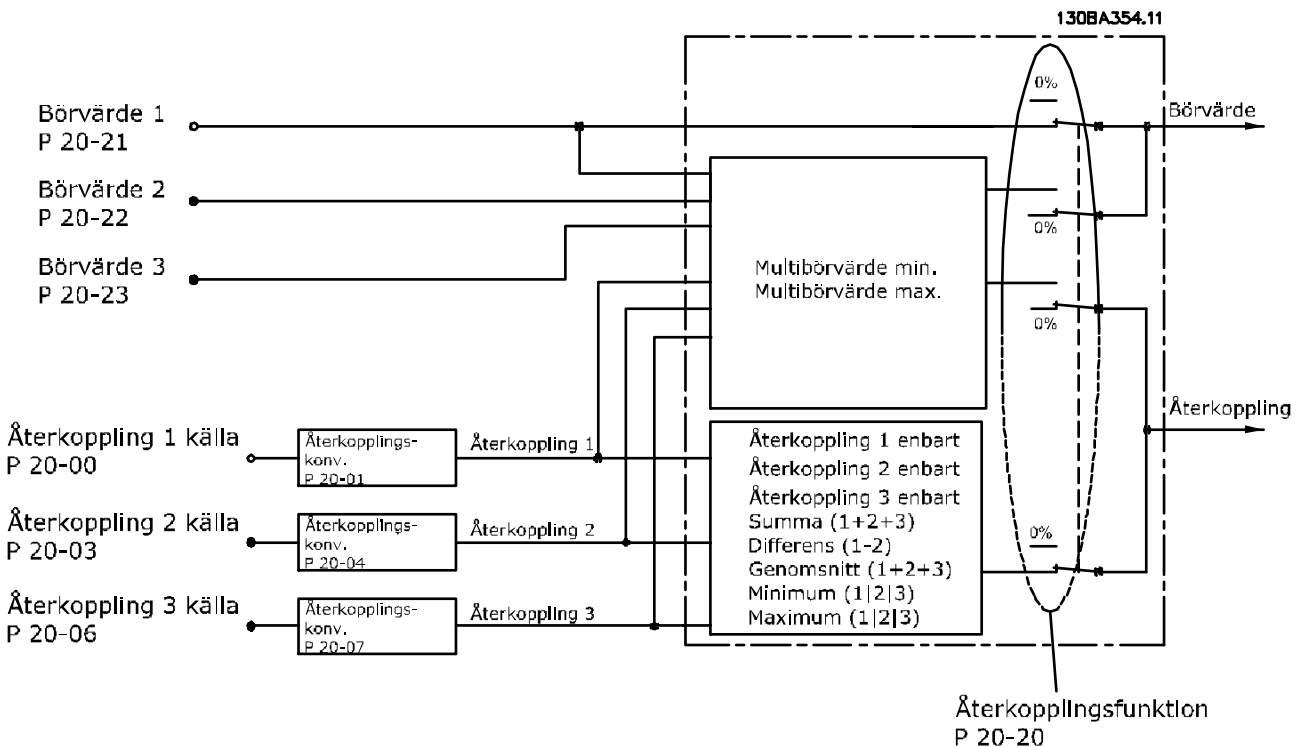 130BA354.11
0%
Börvärde 1
P 20-21
Börvärde
Börvärde 2
P 20-22
0%
Börvärde 3
P 20-23
Multibörvärde min.
Multibörvärde max.
0%
Återkoppling
Återkoppling 1 källa
P 20-00
Återkopplings-
konv.
P 20-01
Återkoppling 1
Återkoppling 1 enbart
Återkoppling 2 enbart
Återkoppling 3 enbart
Summa (1+2+3)
Differens (1-2)
Genomsnitt (1+2+3)
Minimum (1|2|3)
Maximum (1|2|3)
Återkoppling 2 källa
P 20-03
Återkopplings-
konv.
P 20-04
Återkoppling 2
0%
Återkoppling 3 källa
P 20-06
Återkopplings-
konv.
P 20-07
Återkoppling 3
Återkopplingsfunktion
P 20-20